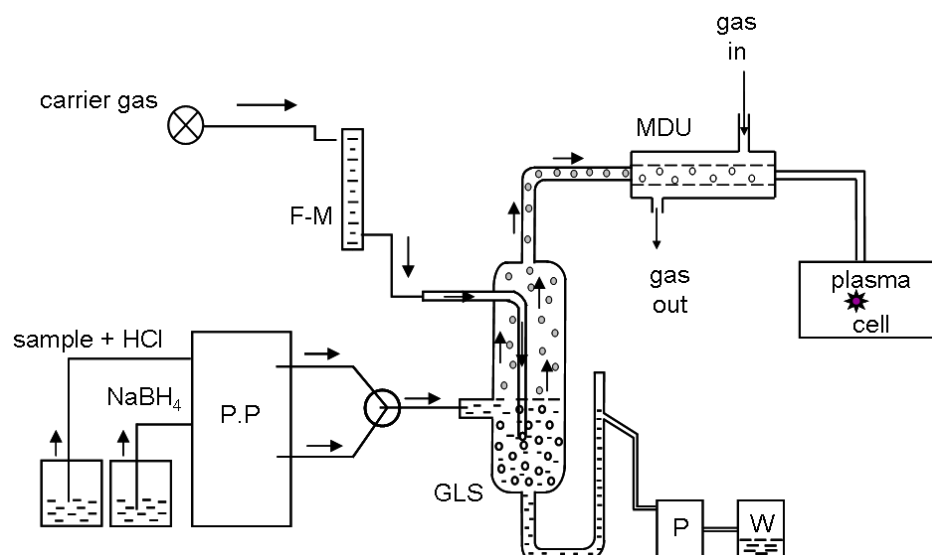 gas
in
carrier gas
MDU
F-M
gas
out
plasma
cell
sample + HCl
NaBH₄
P.P
GLS
P
W